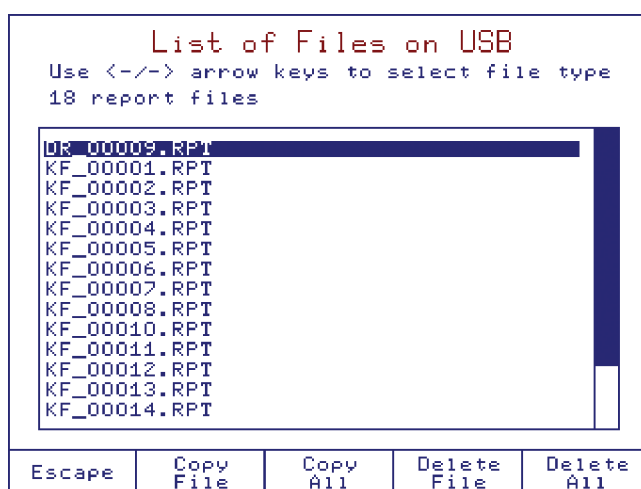 List of Files on USB
Use <-/-> arrow keys to select file type
18 report files
DR_00009.RPT
KF_00001.RPT
KF_00002.RPT
KF_00003.RPT
KF_00004.RPT
KF_00005.RPT
KF_00006.RPT
KF_00007.RPT
KF_00008.RPT
KF_00010.RPT
KF_00011.RPT
KF_00012.RPT
KF_00013.RPT
KF_00014.RPT
Escape
Copy
File
Copy
All
Delete
File
Delete
All